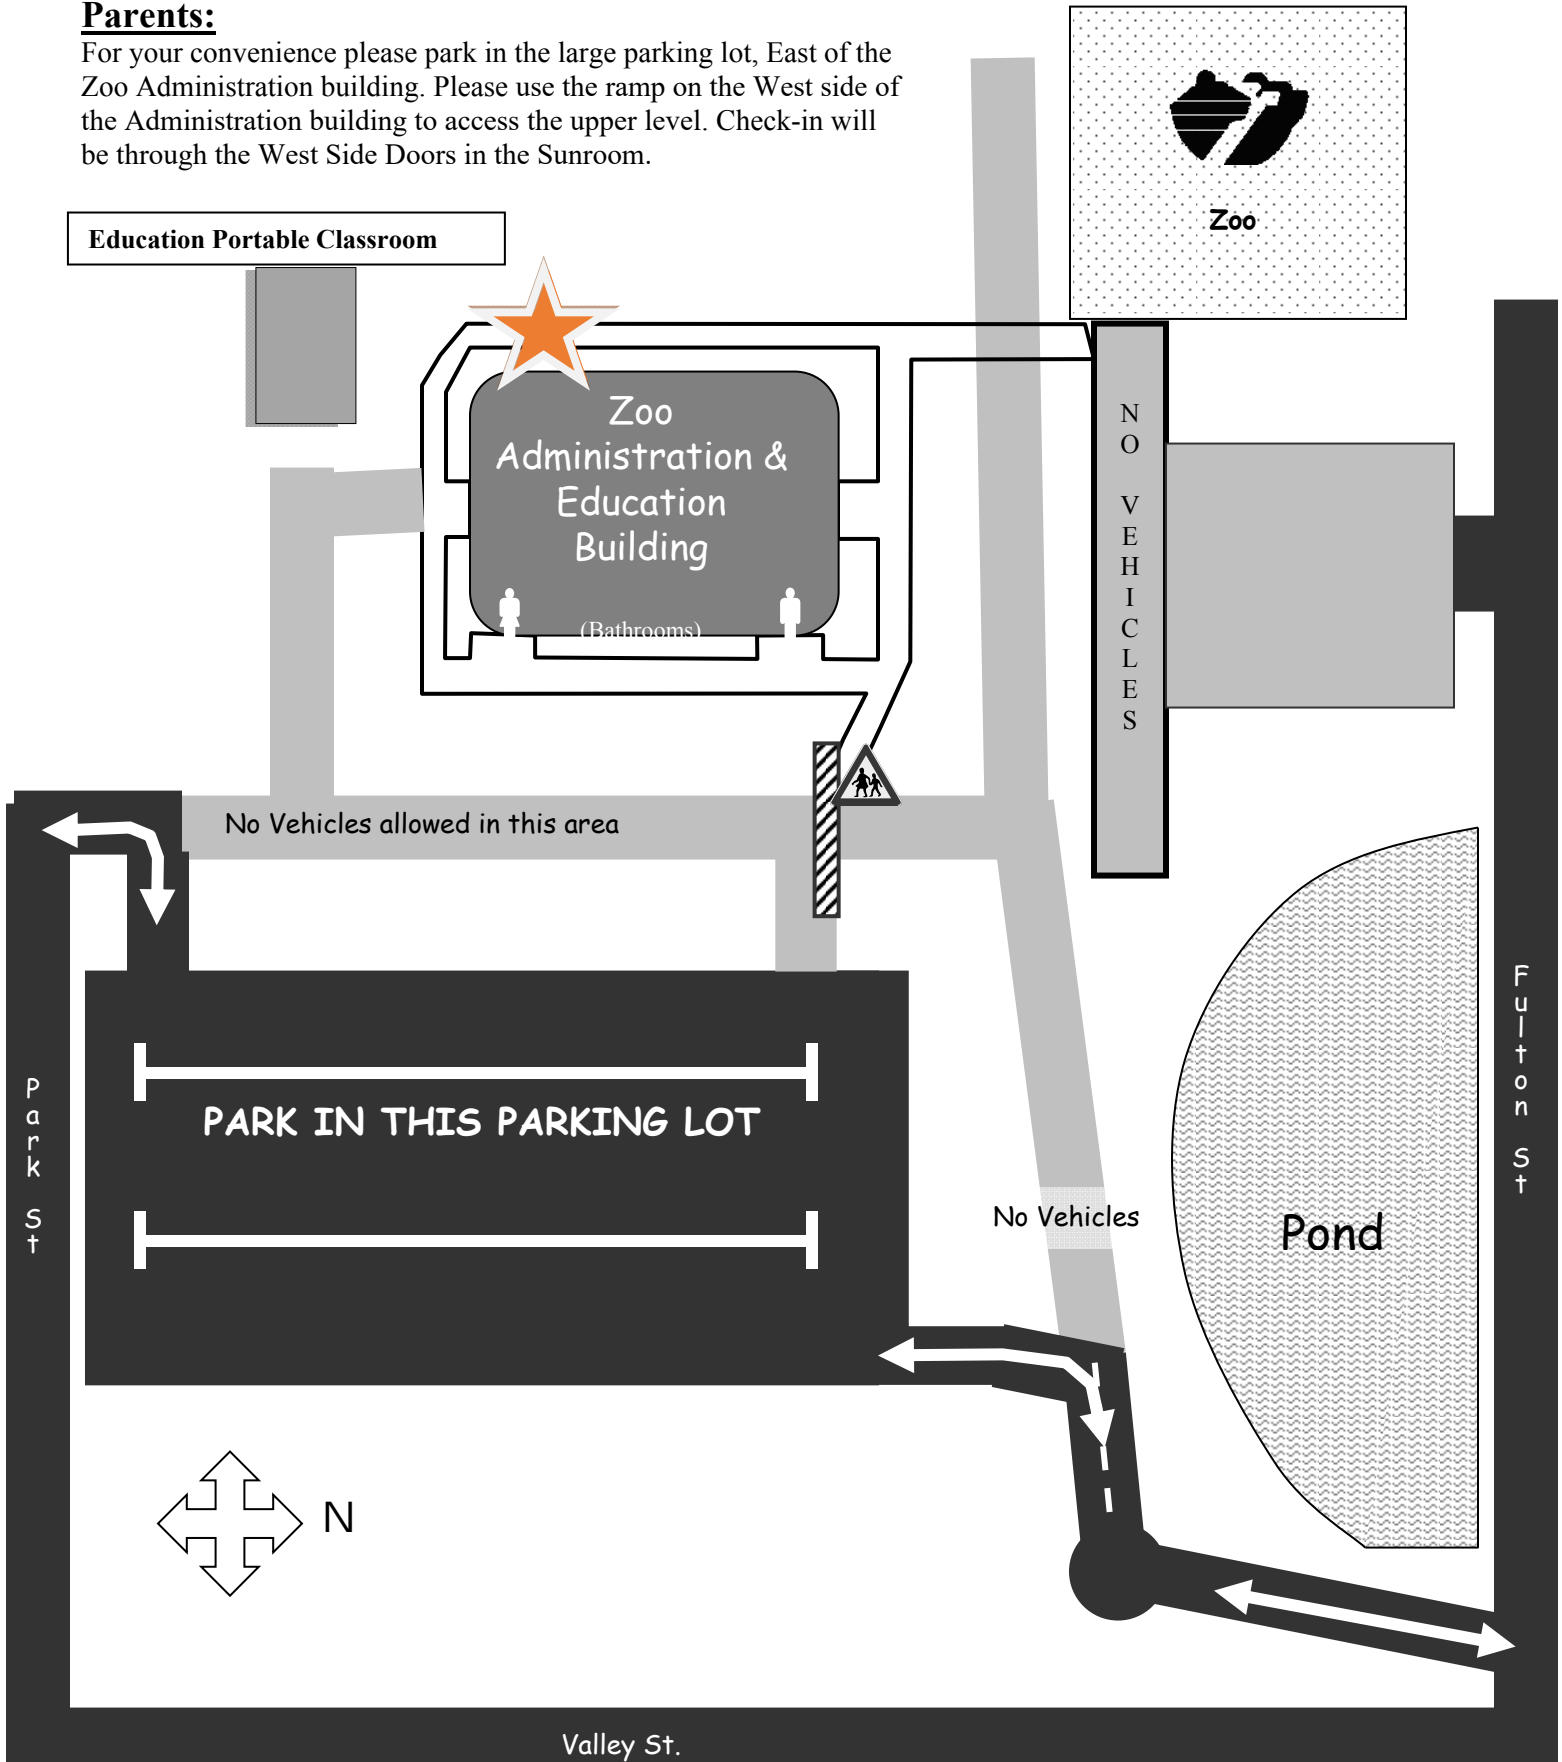 Parents:
For your convenience please park in the large parking lot, East of the
Zoo Administration building. Please use the ramp on the West side of
the Administration building to access the upper level. Check-in will
be through the West Side Doors in the Sunroom.
Zoo
Education Portable Classroom
Zoo
Administration &
Education
Building
(Bathrooms)
NO VEHICLES
No Vehicles allowed in this area
Park St
PARK IN THIS PARKING LOT
Fulton St
No Vehicles
Pond
N
Valley St.